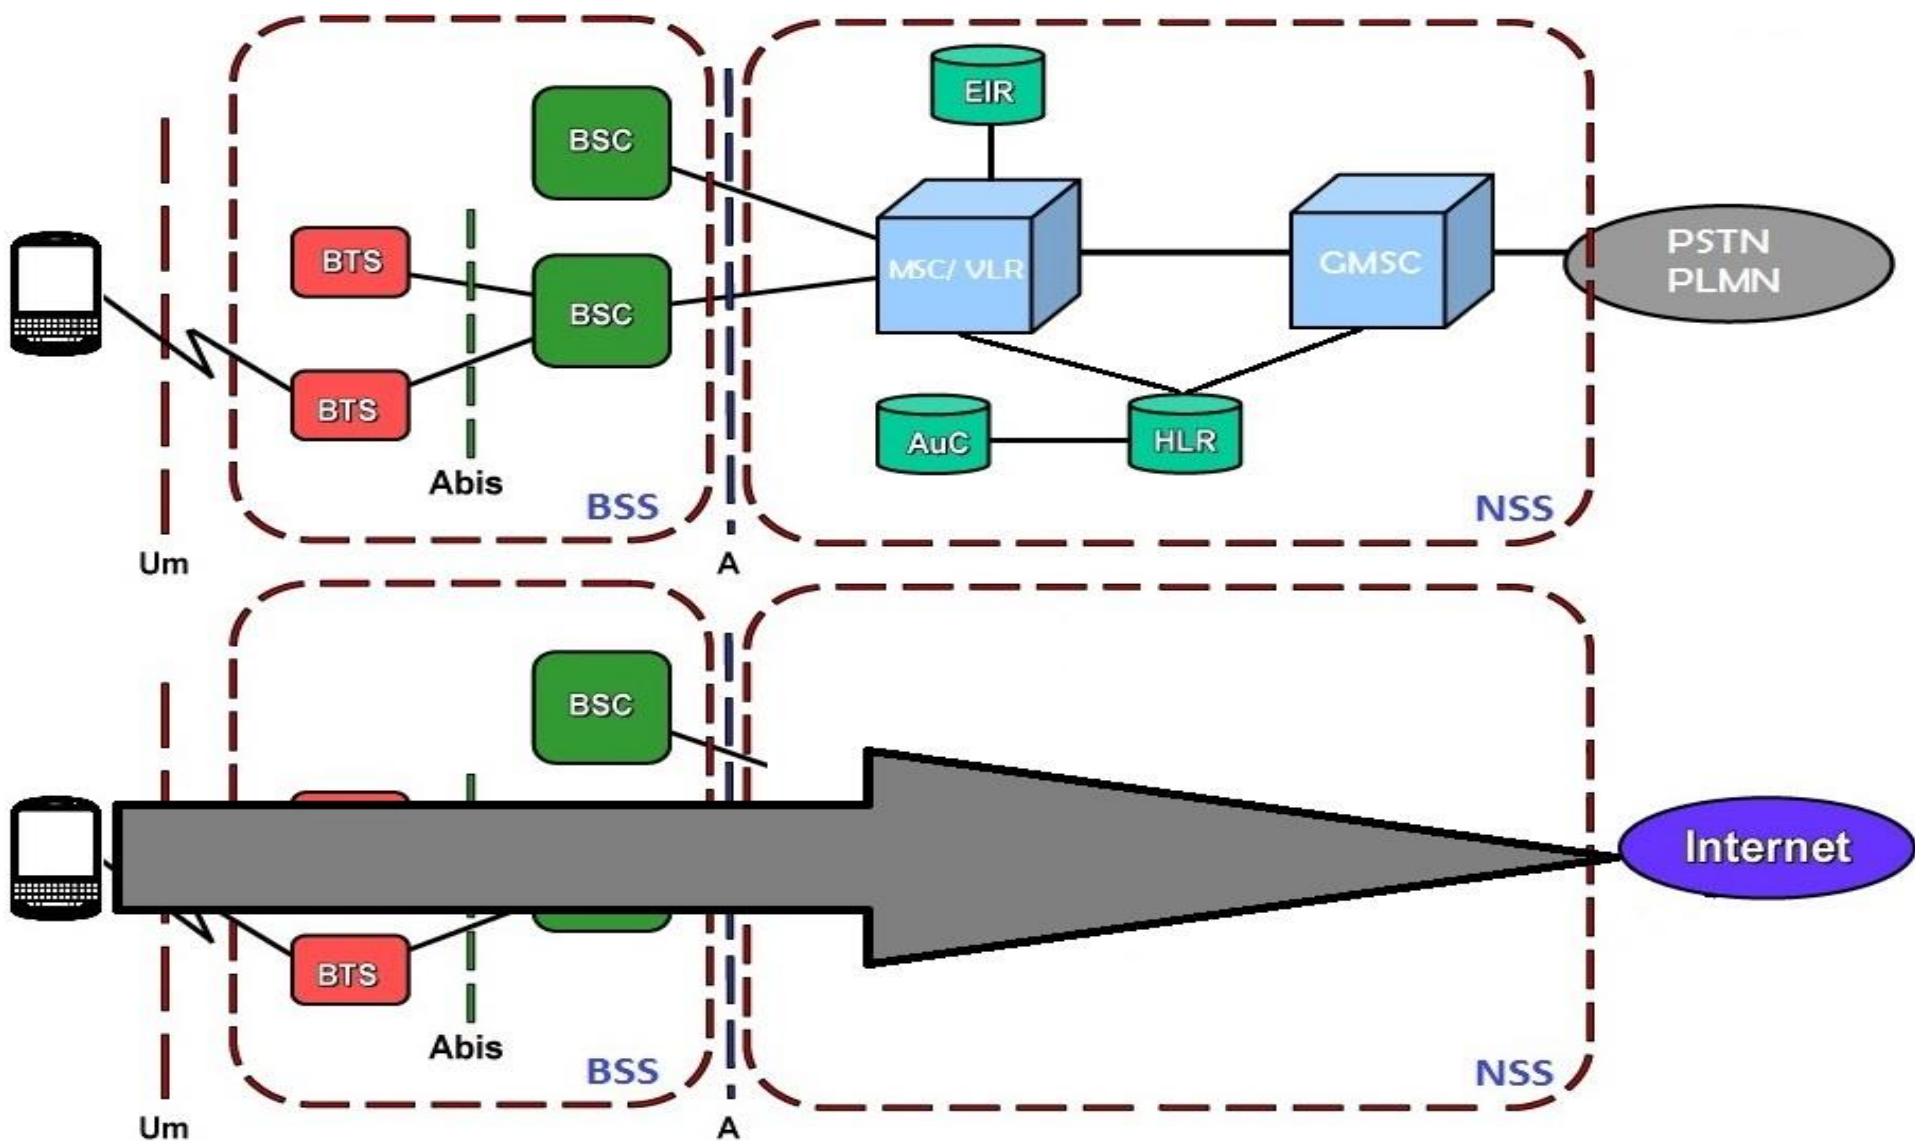 EIR
BSC
BTS
BSC
MSC/ VLR
GMSC
PSTN
PLMN
BTS
AuC
HLR
Abis
BSS
NSS
Um
A
BSC
Internet
BTS
Abis
BSS
NSS
Um
A